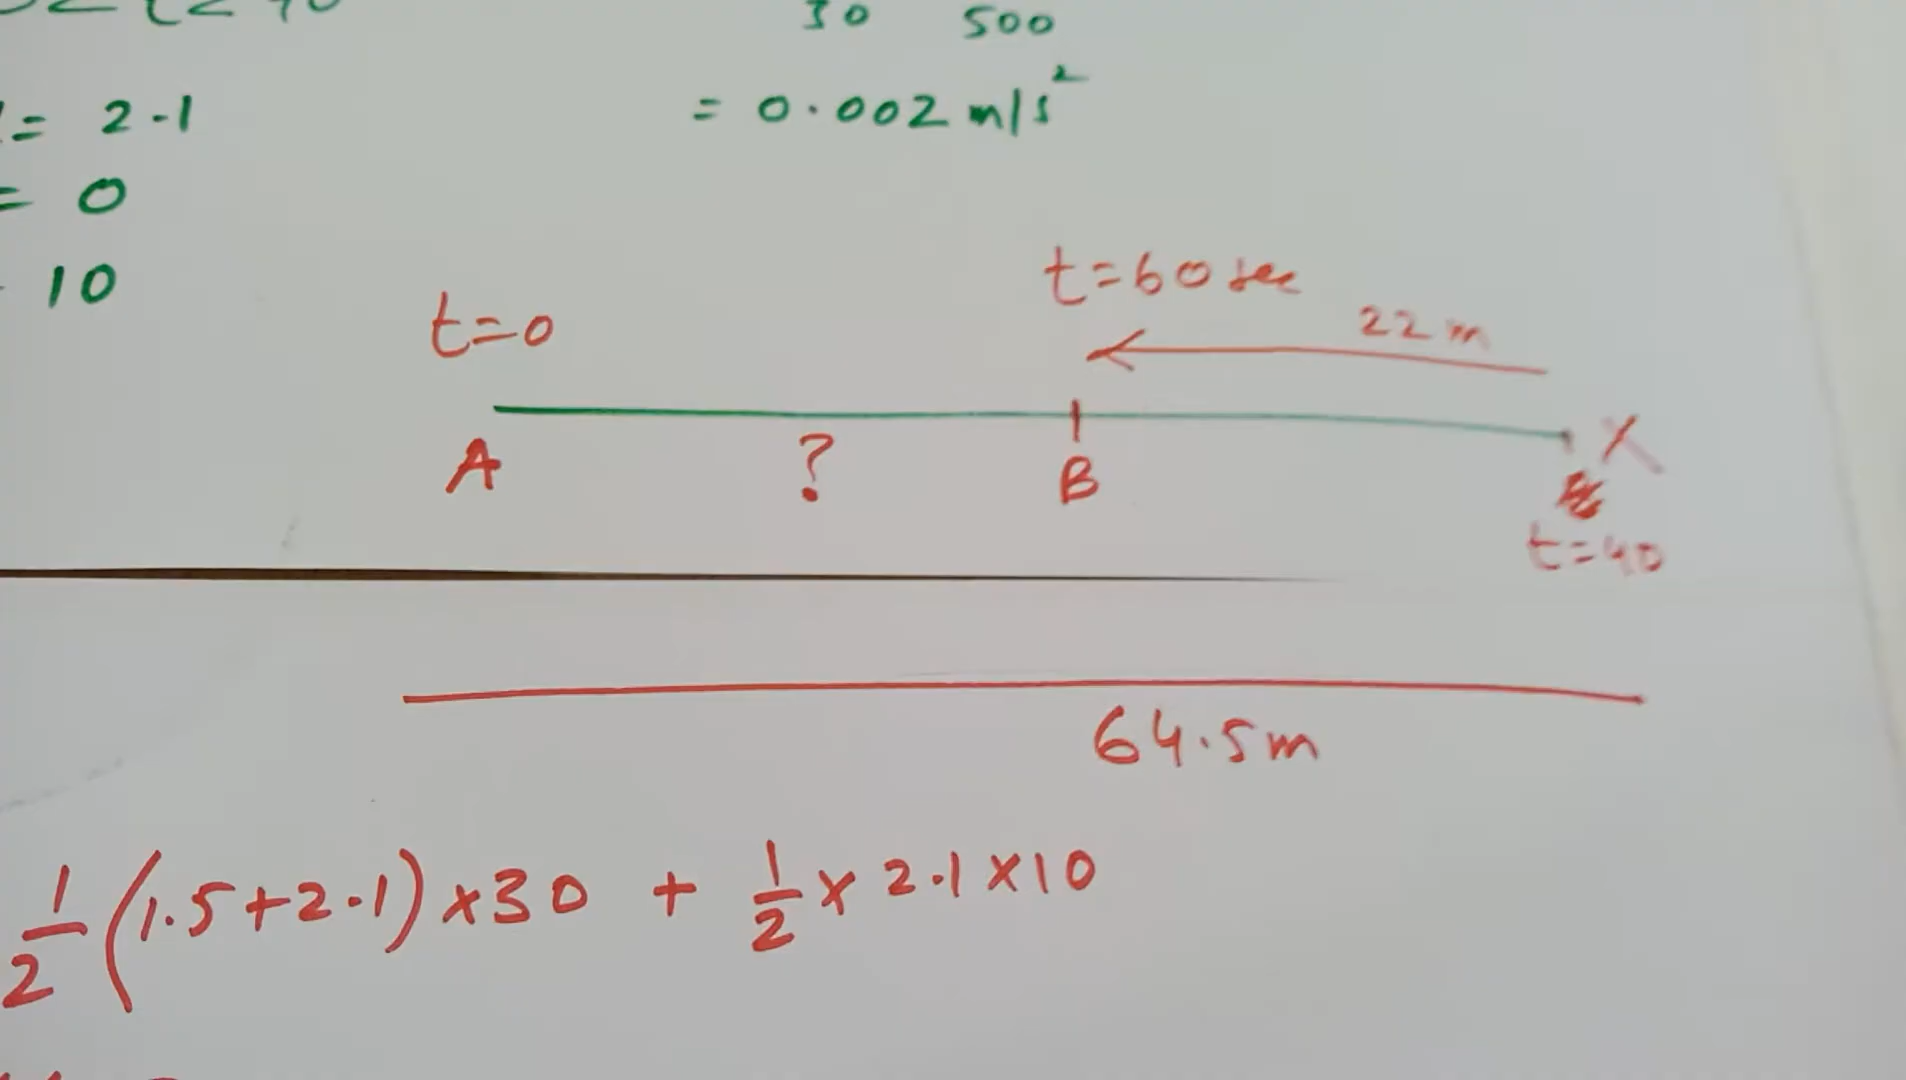 30 500
= 2.1
= 0.002 m/s²
= 0
10
t=60 sec
22 m
t=0
A ? B X
t=40
64.5m
1/2 (1.5+2.1) ×30 + 1/2 × 2.1 ×10